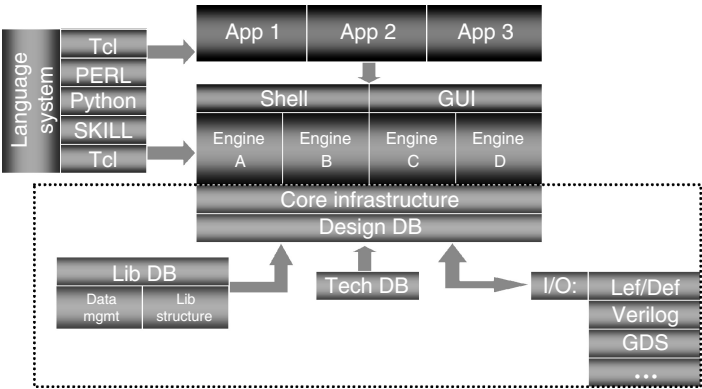 Language
system
Tcl
PERL
Python
SKILL
Tcl
App 1
App 2
App 3
Shell
GUI
Engine
A
Engine
B
Engine
C
Engine
D
Core infrastructure
Design DB
Lib DB
Data
mgmt
Lib
structure
Tech DB
I/O:
Lef/Def
Verilog
GDS
...